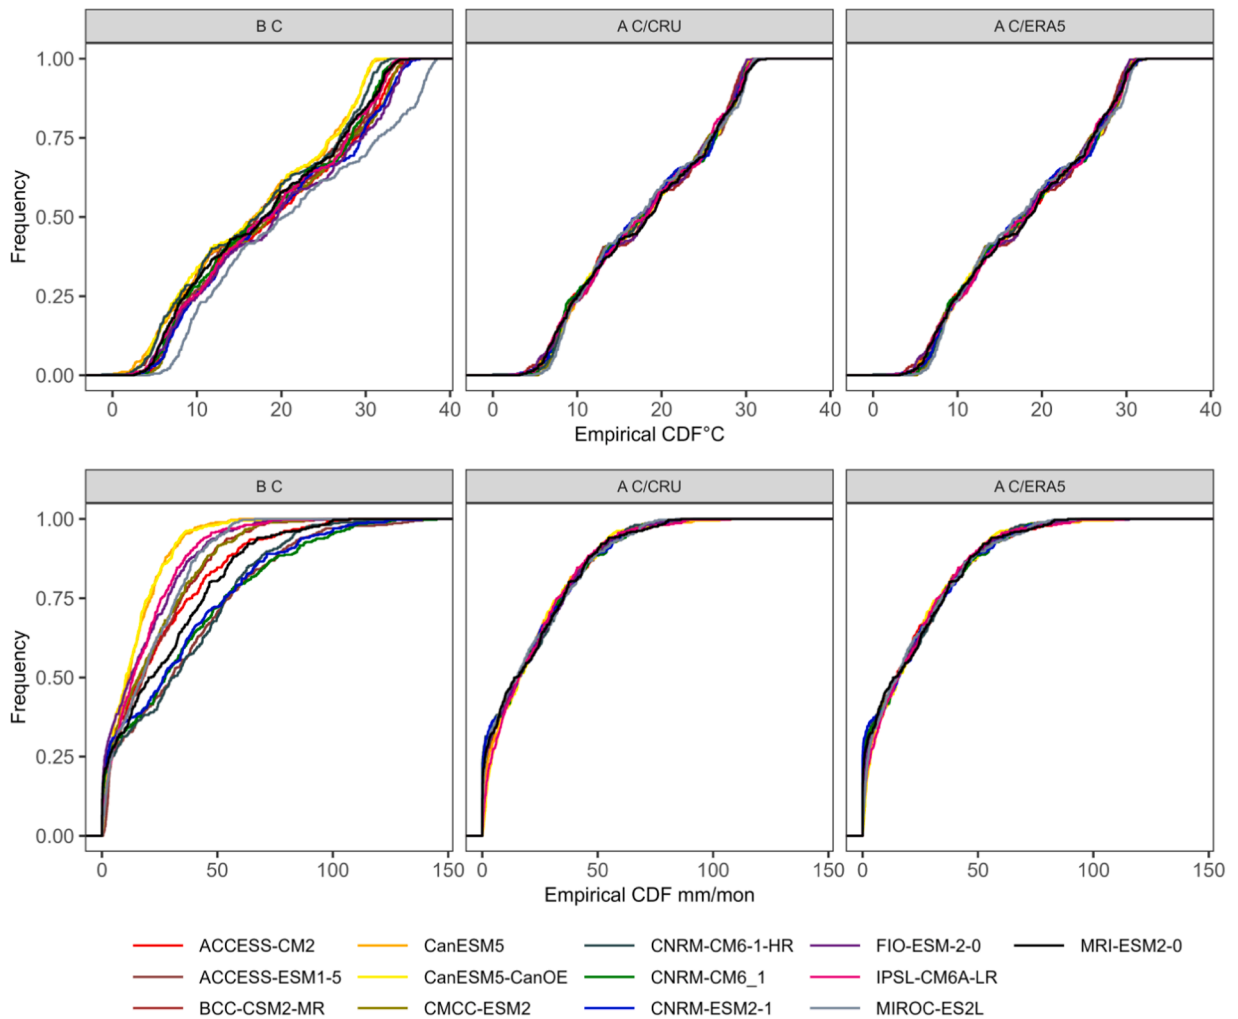 B C
A C/CRU
A C/ERA5
1.00
0.75
0.50
0.25
0.00
Frequency
0 10 20 30 40
0 10 20 30 40
0 10 20 30 40
Empirical CDF°C
B C
A C/CRU
A C/ERA5
1.00
0.75
0.50
0.25
0.00
Frequency
0 50 100 150
0 50 100 150
0 50 100 150
Empirical CDF mm/mon
ACCESS-CM2
CanESM5
CNRM-CM6-1-HR
FIO-ESM-2-0
MRI-ESM2-0
ACCESS-ESM1-5
CanESM5-CanOE
CNRM-CM6_1
IPSL-CM6A-LR
BCC-CSM2-MR
CMCC-ESM2
CNRM-ESM2-1
MIROC-ES2L